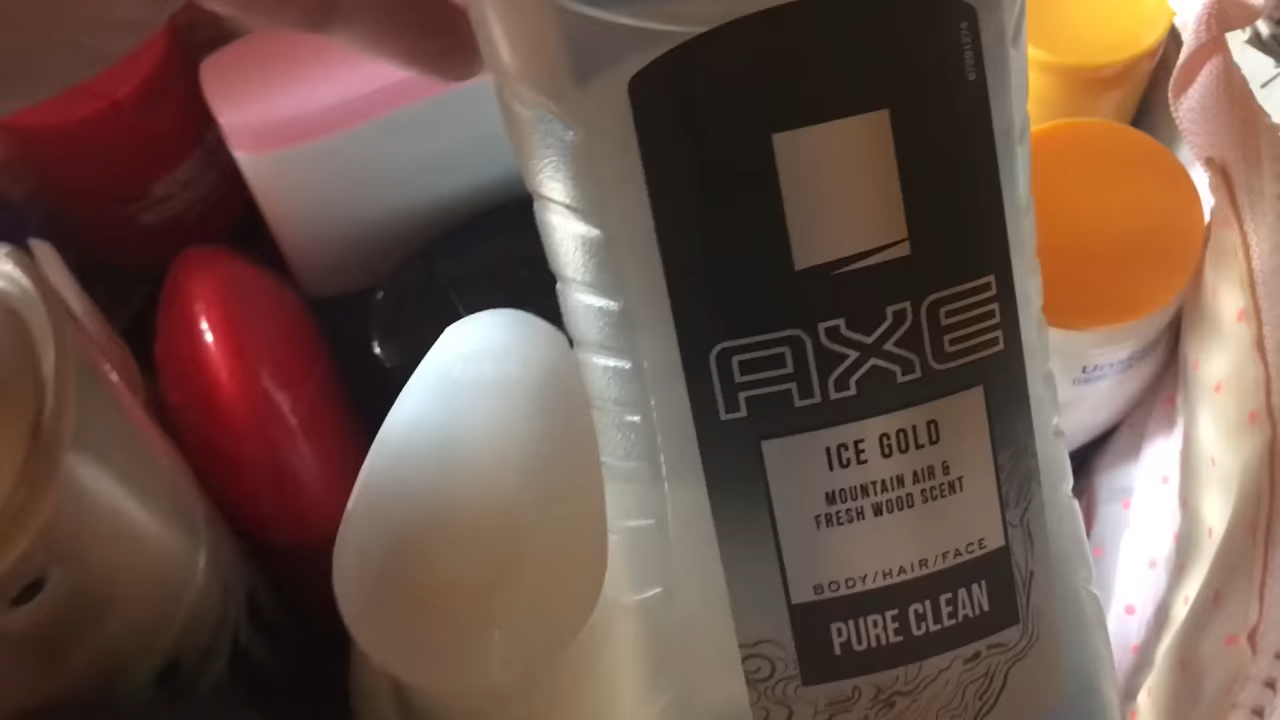 AXE
ICE GOLD
MOUNTAIN AIR &
FRESH WOOD SCENT
BODY/HAIR/FACE
PURE CLEAN